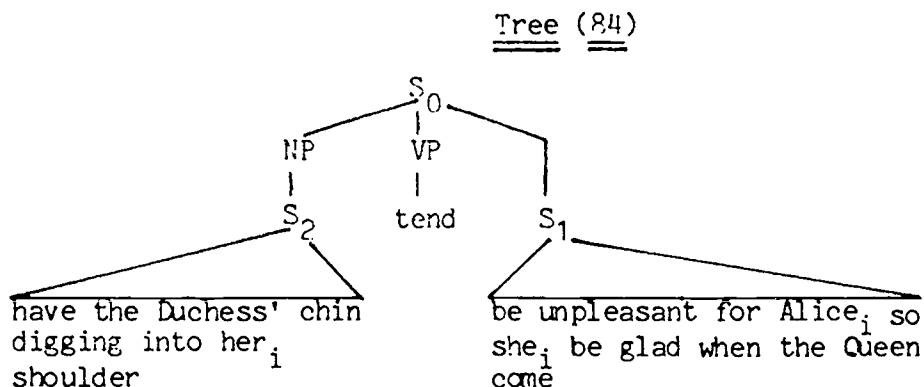 Tree (84)
S0
NP VP
S2 tend S1
have the Duchess' chin be unpleasant for Alicei so
digging into heri shei be glad when the Queen
shoulder come